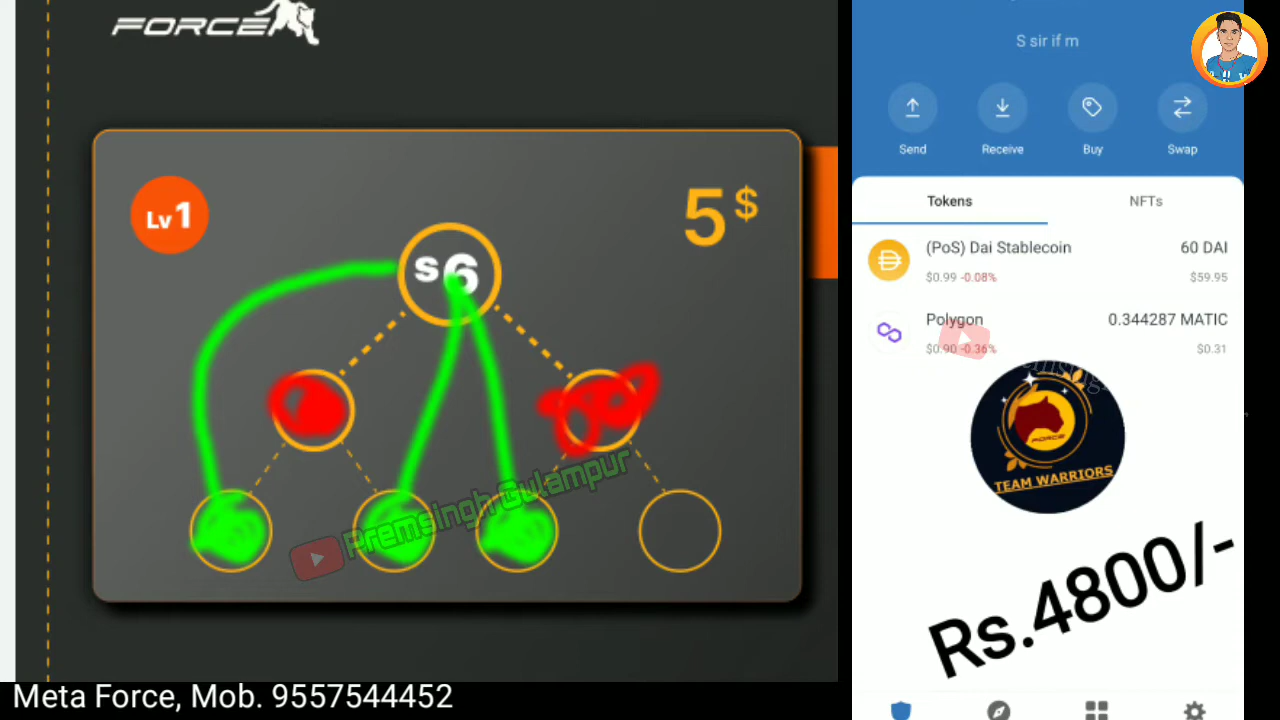 FORCE
Lv 1
5$
s6
Premsingh Gulampur
Meta Force, Mob. 9557544452
S sir if m
Send
Receive
Buy
Swap
Tokens
NFTs
(PoS) Dai Stablecoin
60 DAI
$0.99 -0.08%
$59.95
Polygon
0.344287 MATIC
$0.90 -0.36%
$0.31
FORCE
TEAM WARRIORS
Rs.4800/-